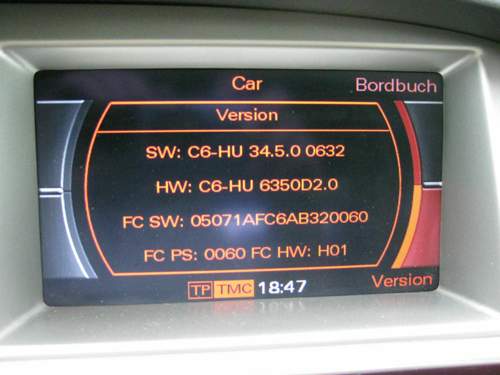 Car
Bordbuch
Version
SW: C6-HU 34.5.0 0632
HW: C6-HU 6350D2.0
FC SW: 05071AFC6AB320060
FC PS: 0060 FC HW: H01
TP TMC 18:47
Version